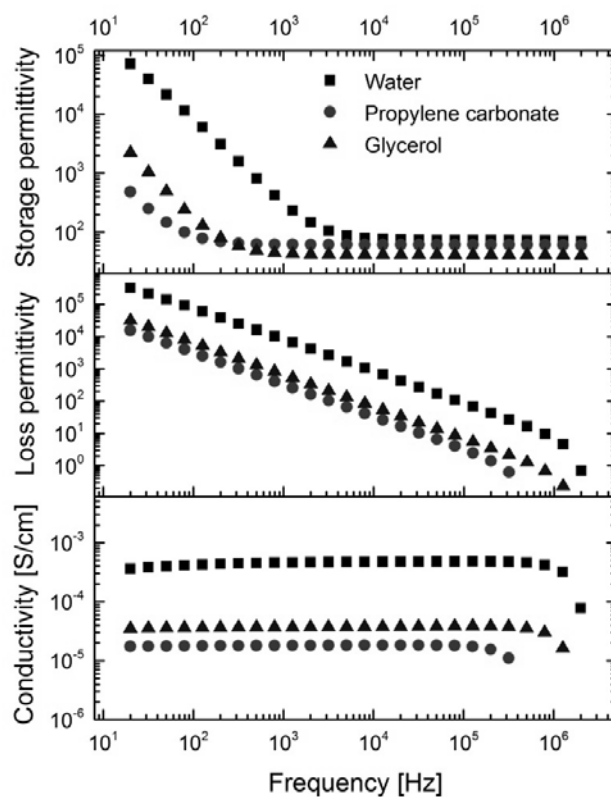 10¹ 10² 10³ 10⁴ 10⁵ 10⁶
Storage permittivity
10⁵
10⁴
10³
10²
Water
Propylene carbonate
Glycerol
Loss permittivity
10⁵
10⁴
10³
10²
10¹
10⁰
Conductivity [S/cm]
10⁻³
10⁻⁴
10⁻⁵
10⁻⁶
10¹ 10² 10³ 10⁴ 10⁵ 10⁶
Frequency [Hz]